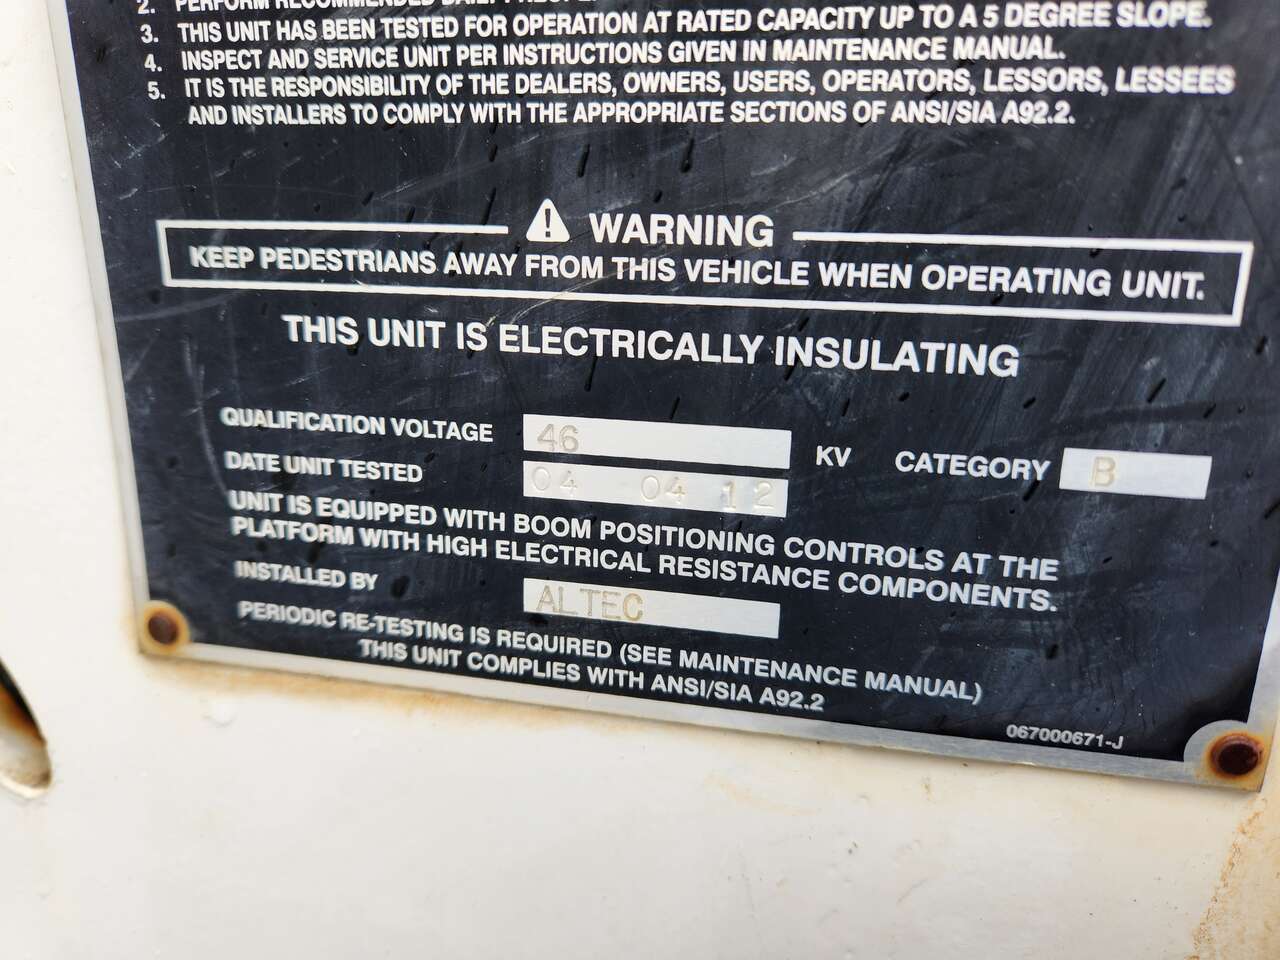 2. PERFORM RECOMMENDED DAILY
3. THIS UNIT HAS BEEN TESTED FOR OPERATION AT RATED CAPACITY UP TO A 5 DEGREE SLOPE.
4. INSPECT AND SERVICE UNIT PER INSTRUCTIONS GIVEN IN MAINTENANCE MANUAL.
5. IT IS THE RESPONSIBILITY OF THE DEALERS, OWNERS, USERS, OPERATORS, LESSORS, LESSEES
AND INSTALLERS TO COMPLY WITH THE APPROPRIATE SECTIONS OF ANSI/SIA A92.2.
WARNING
KEEP PEDESTRIANS AWAY FROM THIS VEHICLE WHEN OPERATING UNIT.
THIS UNIT IS ELECTRICALLY INSULATING
QUALIFICATION VOLTAGE 46 KV CATEGORY B
DATE UNIT TESTED 04 04 12
UNIT IS EQUIPPED WITH BOOM POSITIONING CONTROLS AT THE
PLATFORM WITH HIGH ELECTRICAL RESISTANCE COMPONENTS.
INSTALLED BY ALTEC
PERIODIC RE-TESTING IS REQUIRED (SEE MAINTENANCE MANUAL)
THIS UNIT COMPLIES WITH ANSI/SIA A92.2
067000671-J